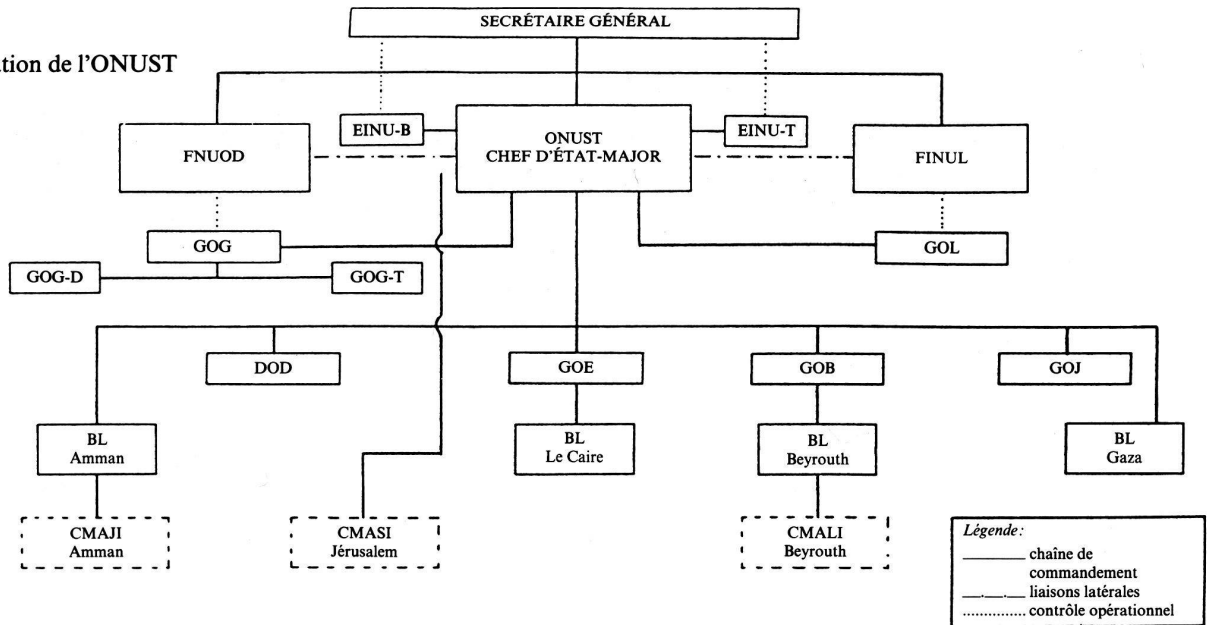 SECRÉTAIRE GÉNÉRAL
de l'ONUST
EINU-B
ONUST
CHEF D'ÉTAT-MAJOR
EINU-T
FNUOD
FINUL
GOG
GOL
GOG-D
GOG-T
DOD
GOE
GOB
GOJ
BL
Amman
BL
Le Caire
BL
Beyrouth
BL
Gaza
CMAJI
Amman
CMASI
Jérusalem
CMALI
Beyrouth
Légende:
chaîne de
commandement
liaisons latérales
contrôle opérationnel